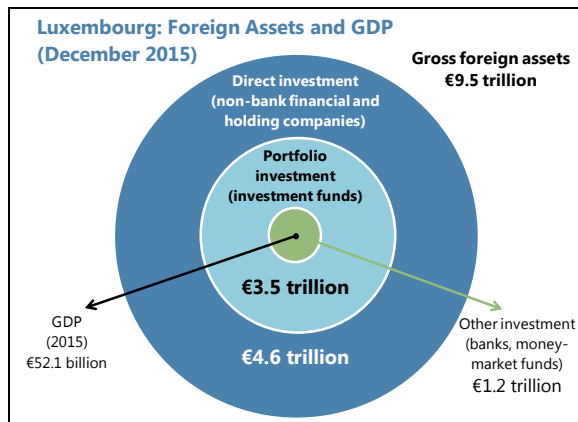 Luxembourg: Foreign Assets and GDP
(December 2015)
Gross foreign assets
€9.5 trillion
Direct investment
(non-bank financial and
holding companies)
Portfolio
investment
(investment funds)
€3.5 trillion
GDP
(2015)
€52.1 billion
€4.6 trillion
Other investment
(banks, money-
market funds)
€1.2 trillion